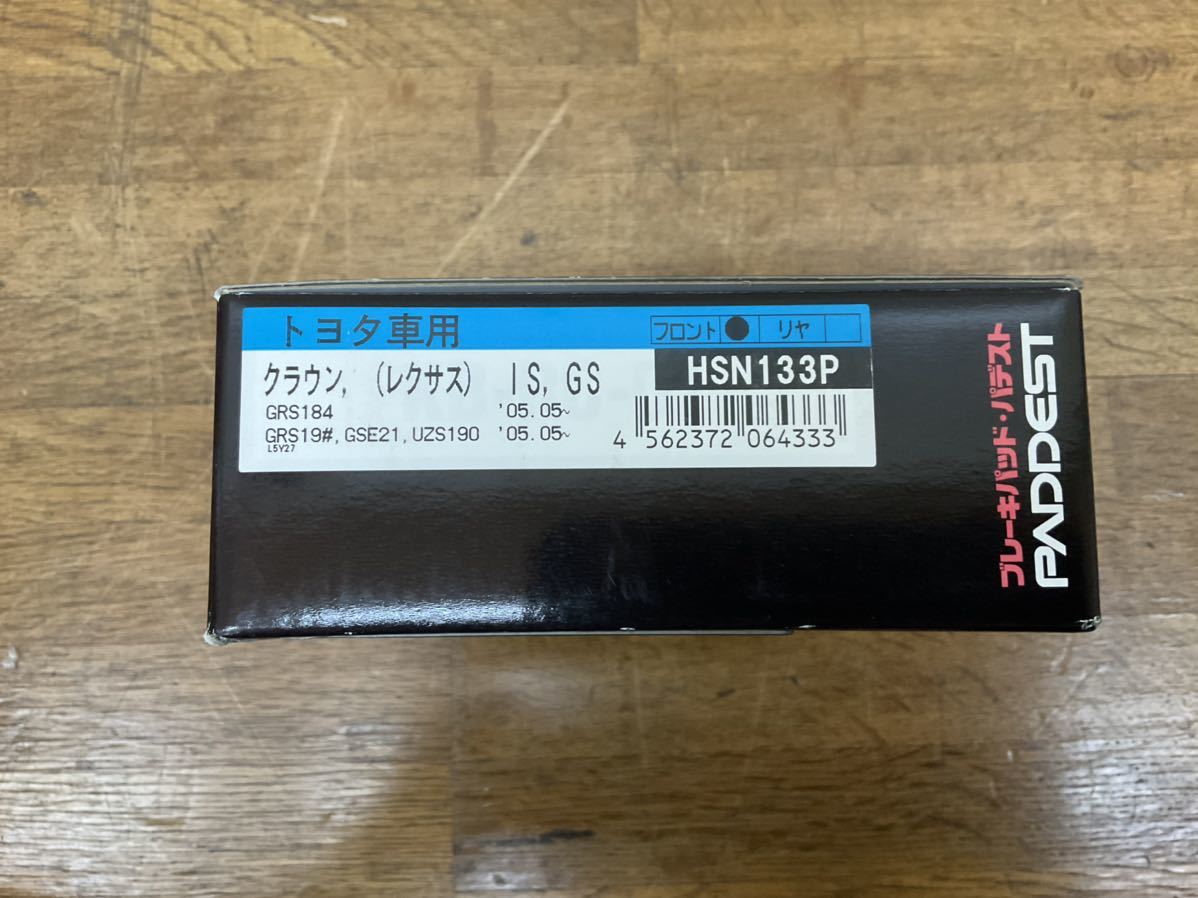 トヨタ車用
フロント ● リヤ
HSN133P
クラウン, (レクサス) IS, GS
GRS184 '05.05~
GRS19#, GSE21, UZS190 '05.05~
L5Y27
4 562372 064333
ブレーキパッド・パデスト
PADDEST